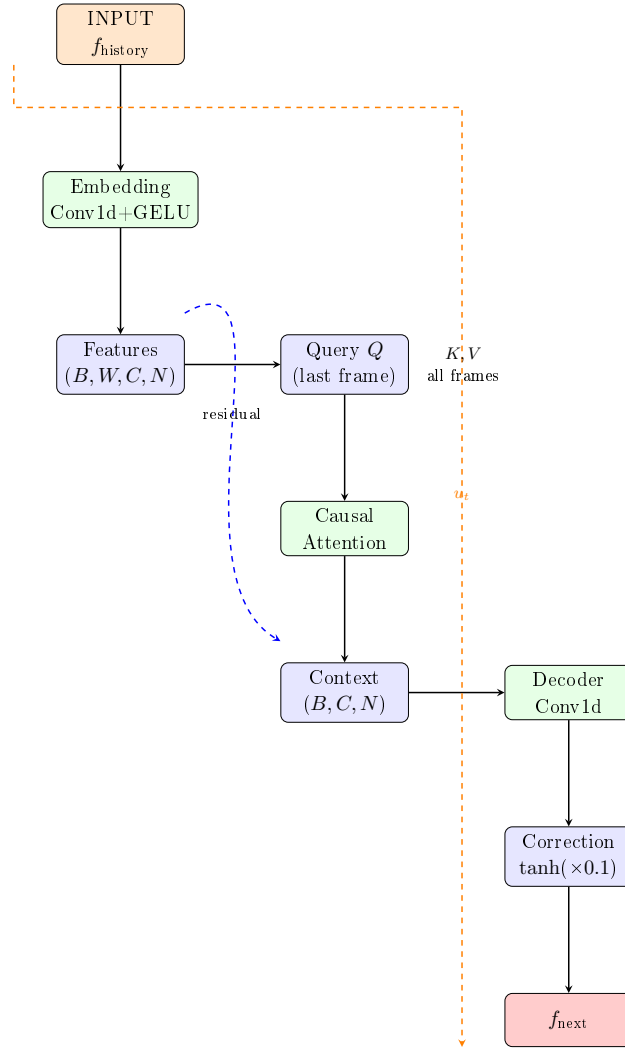 INPUT
f_history
Embedding
Conv1d+GELU
Features
(B, W, C, N)
Query Q
(last frame)
K, V
all frames
residual
u_t
Causal
Attention
Context
(B, C, N)
Decoder
Conv1d
Correction
tanh(×0.1)
f_next